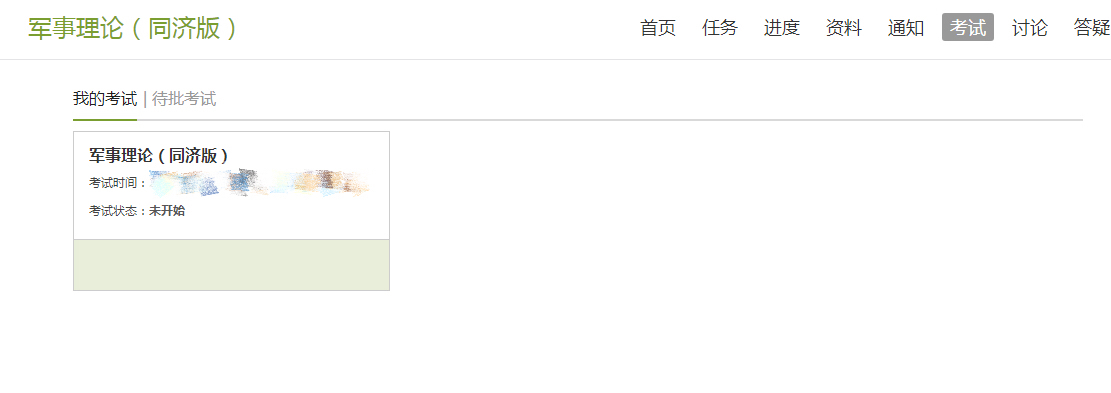 军事理论（同济版）
首页 任务 进度 资料 通知 考试 讨论 答疑
我的考试 | 待批考试
军事理论（同济版）
考试时间：
考试状态：未开始